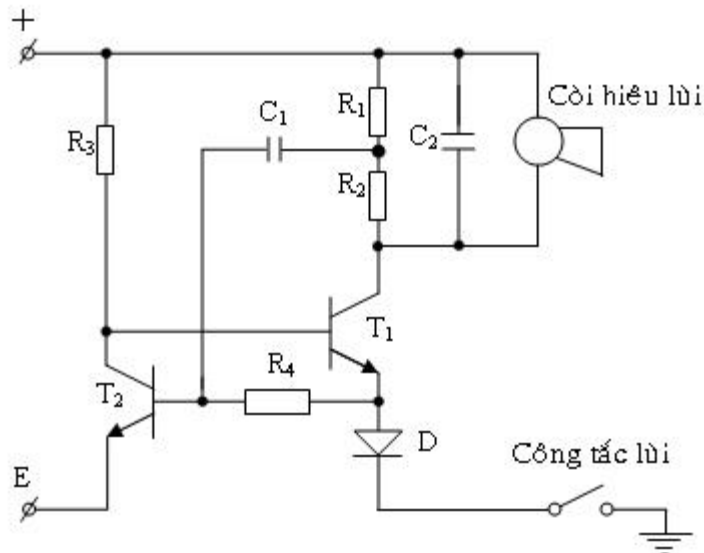 +
Còi hiệu lùi
R₁
C₁
C₂
R₃
R₂
T₁
R₄
T₂
D
Công tắc lùi
E